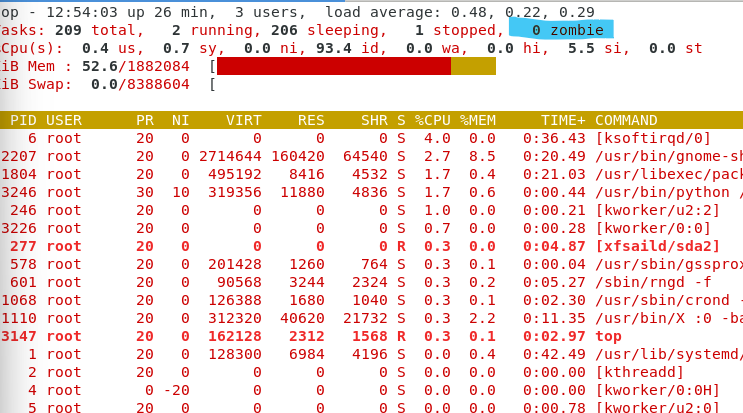 op - 12:54:03 up 26 min,  3 users,  load average: 0.48, 0.22, 0.29
asks: 209 total,   2 running, 206 sleeping,   1 stopped,   0 zombie
Cpu(s):  0.4 us,  0.7 sy,  0.0 ni, 93.4 id,  0.0 wa,  0.0 hi,  5.5 si,  0.0 st
iB Mem : 52.6/1882084  [
iB Swap:  0.0/8388604  [
PID USER      PR  NI    VIRT    RES    SHR S %CPU %MEM     TIME+ COMMAND
6 root      20   0       0      0      0 S  4.0  0.0   0:36.43 [ksoftirqd/0]
2207 root      20   0 2714644 160420  64540 S  2.7  8.5   0:20.49 /usr/bin/gnome-sh
1804 root      20   0  495192   8416   4532 S  1.7  0.4   0:21.03 /usr/libexec/pack
3246 root      30  10  319356  11880   4836 S  1.7  0.6   0:00.44 /usr/bin/python /
246 root      20   0       0      0      0 S  1.0  0.0   0:00.21 [kworker/u2:2]
3226 root      20   0       0      0      0 S  0.7  0.0   0:00.28 [kworker/0:0]
277 root      20   0       0      0      0 R  0.3  0.0   0:04.87 [xfsaild/sda2]
578 root      20   0  201428   1260    764 S  0.3  0.1   0:00.04 /usr/sbin/gssprox
601 root      20   0   90568   3244   2324 S  0.3  0.2   0:05.27 /sbin/rngd -f
1068 root      20   0  126388   1680   1040 S  0.3  0.1   0:02.30 /usr/sbin/crond -
1110 root      20   0  312320  40620  21732 S  0.3  2.2   0:11.35 /usr/bin/X :0 -ba
3147 root      20   0  162128   2312   1568 R  0.3  0.1   0:02.97 top
1 root      20   0  128300   6984   4196 S  0.0  0.4   0:42.49 /usr/lib/systemd/
2 root      20   0       0      0      0 S  0.0  0.0   0:00.00 [kthreadd]
4 root       0 -20       0      0      0 S  0.0  0.0   0:00.00 [kworker/0:0H]
5 root      20   0       0      0      0 S  0.0  0.0   0:00.78 [kworker/u2:0]